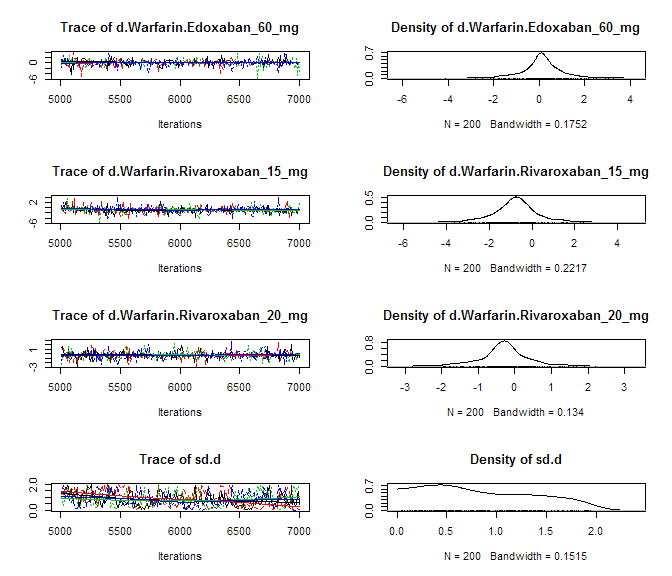 Trace of d.Warfarin.Edoxaban_60_mg
0
-6
5000 5500 6000 6500 7000
Iterations
Density of d.Warfarin.Edoxaban_60_mg
0.7
0.0
-6 -4 -2 0 2 4
N = 200 Bandwidth = 0.1752
Trace of d.Warfarin.Rivaroxaban_15_mg
2
-6
5000 5500 6000 6500 7000
Iterations
Density of d.Warfarin.Rivaroxaban_15_mg
0.5
0.0
-6 -4 -2 0 2 4
N = 200 Bandwidth = 0.2217
Trace of d.Warfarin.Rivaroxaban_20_mg
1
-3
5000 5500 6000 6500 7000
Iterations
Density of d.Warfarin.Rivaroxaban_20_mg
0.8
0.0
-3 -2 -1 0 1 2 3
N = 200 Bandwidth = 0.134
Trace of sd.d
2.0
0.0
5000 5500 6000 6500 7000
Iterations
Density of sd.d
0.7
0.0
0.0 0.5 1.0 1.5 2.0
N = 200 Bandwidth = 0.1515